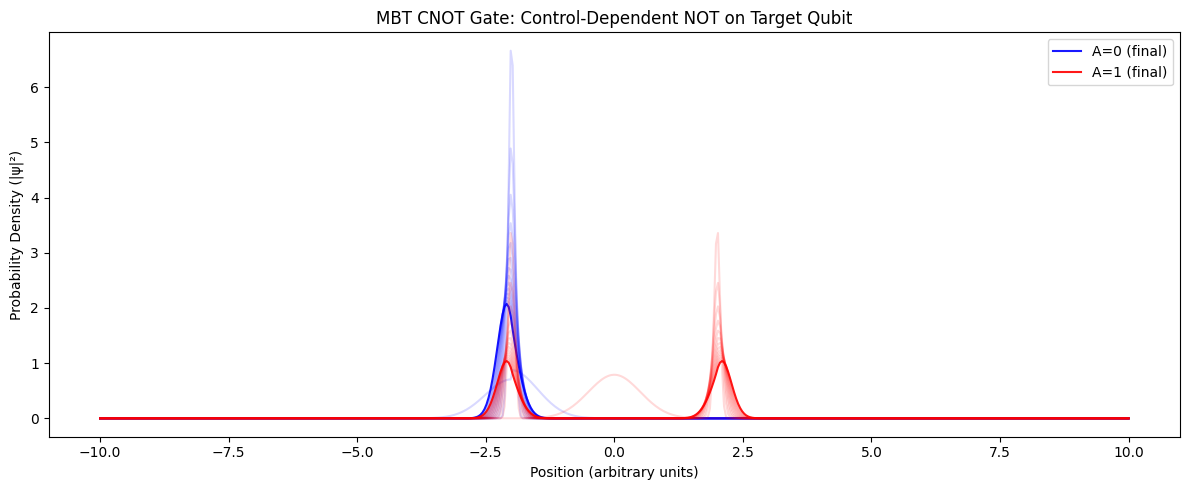 MBT CNOT Gate: Control-Dependent NOT on Target Qubit
A=0 (final)
A=1 (final)
Probability Density (|ψ|²)
6
5
4
3
2
1
0
−10.0 −7.5 −5.0 −2.5 0.0 2.5 5.0 7.5 10.0
Position (arbitrary units)